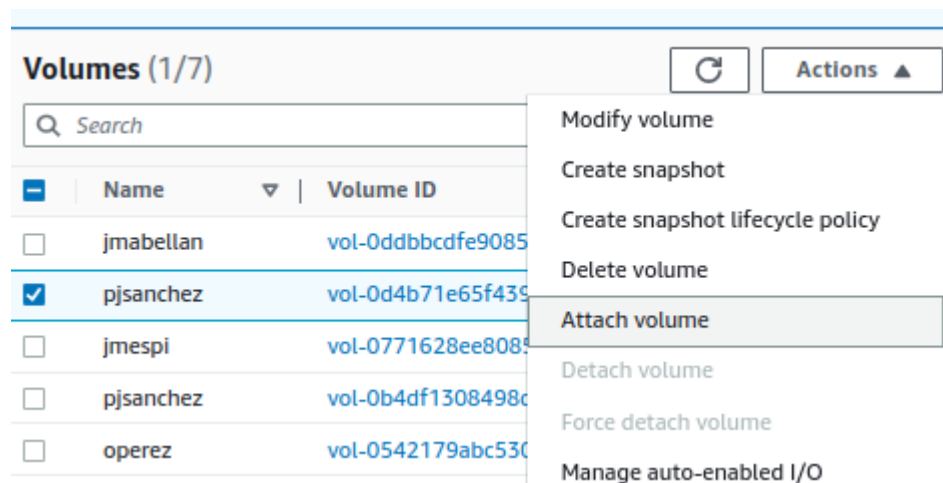 Volumes (1/7)
Actions
Search
Modify volume
Create snapshot
Create snapshot lifecycle policy
Delete volume
Attach volume
Detach volume
Force detach volume
Manage auto-enabled I/O
Name Volume ID
jmabellan vol-0ddbbcdfe9085
pjsanchez vol-0d4b71e65f439
jmespi vol-0771628ee8085
pjsanchez vol-0b4df1308498
operez vol-0542179abc530